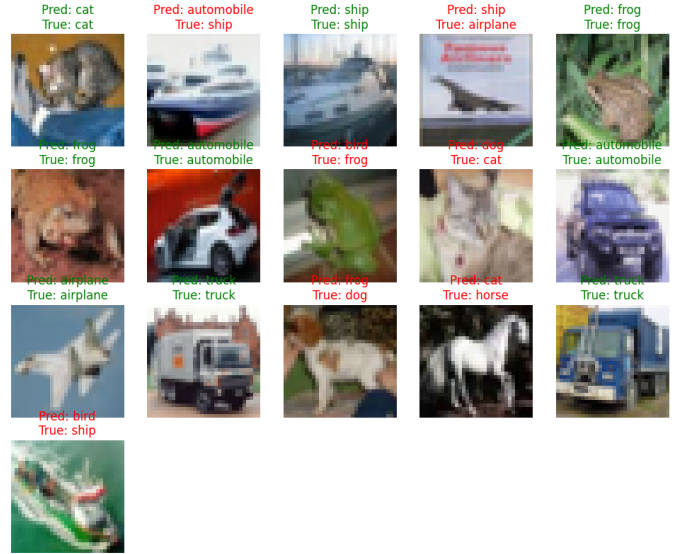 Pred: cat
True: cat
Pred: automobile
True: ship
Pred: ship
True: ship
Pred: ship
True: airplane
Pred: frog
True: frog
Pred: frog
True: frog
Pred: automobile
True: automobile
Pred: bird
True: frog
Pred: dog
True: cat
Pred: automobile
True: automobile
Pred: airplane
True: airplane
Pred: truck
True: truck
Pred: frog
True: dog
Pred: cat
True: horse
Pred: truck
True: truck
Pred: bird
True: ship